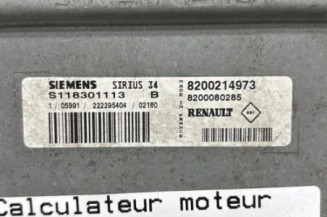 SIEMENS SIRIUS 34
S118301113 B
1/05991/222295404/02180
8200214973
8200080285
RENAULT
Calculateur moteur